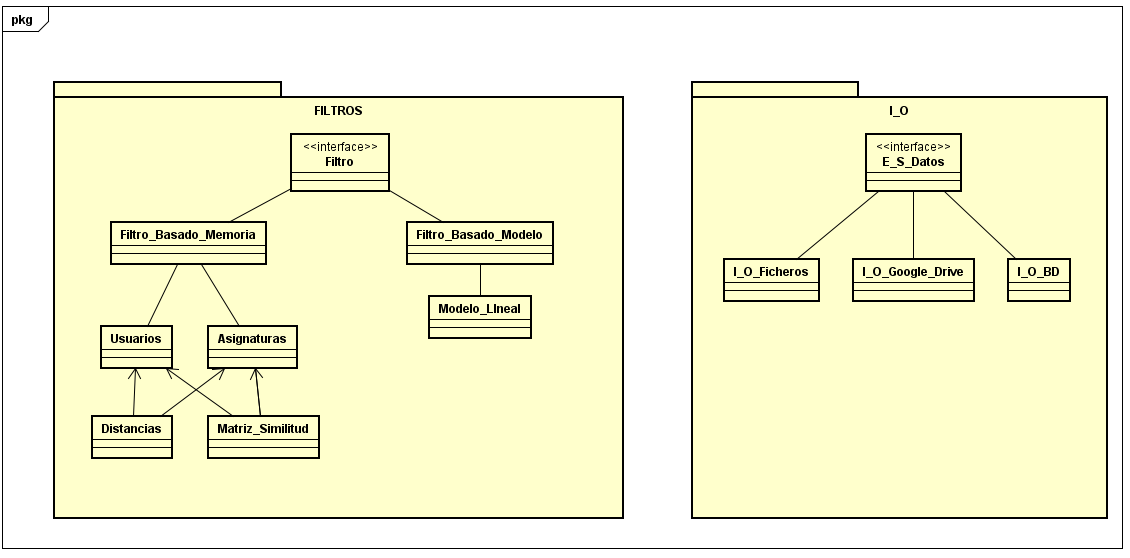 pkg
FILTROS
<<interface>>
Filtro
Filtro_Basado_Memoria
Filtro_Basado_Modelo
Modelo_LIneal
Usuarios
Asignaturas
Distancias
Matriz_Similitud
I_O
<<interface>>
E_S_Datos
I_O_Ficheros
I_O_Google_Drive
I_O_BD